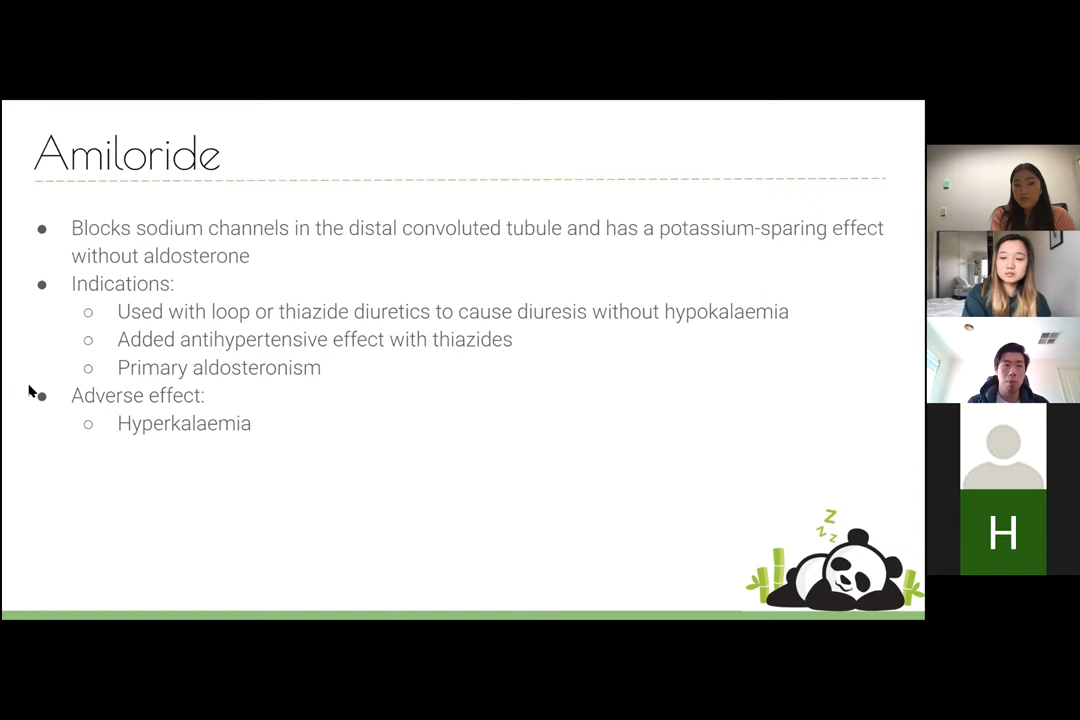 Amiloride
● Blocks sodium channels in the distal convoluted tubule and has a potassium-sparing effect
without aldosterone
● Indications:
○ Used with loop or thiazide diuretics to cause diuresis without hypokalaemia
○ Added antihypertensive effect with thiazides
○ Primary aldosteronism
● Adverse effect:
○ Hyperkalaemia
z
z
z
H